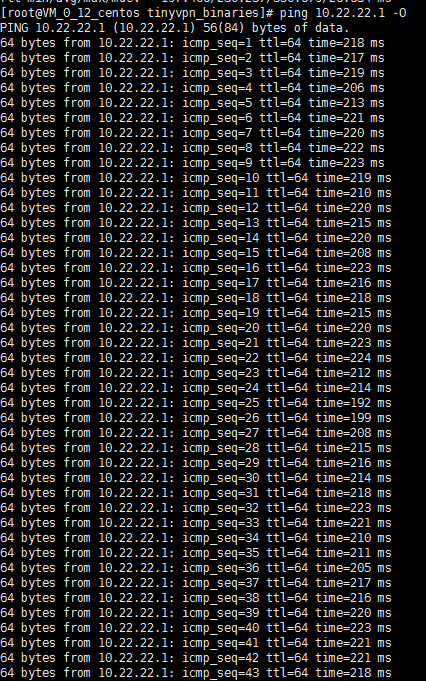 [root@VM_0_12_centos tinyvpn_binaries]# ping 10.22.22.1 -O
PING 10.22.22.1 (10.22.22.1) 56(84) bytes of data.
64 bytes from 10.22.22.1: icmp_seq=1 ttl=64 time=218 ms
64 bytes from 10.22.22.1: icmp_seq=2 ttl=64 time=217 ms
64 bytes from 10.22.22.1: icmp_seq=3 ttl=64 time=219 ms
64 bytes from 10.22.22.1: icmp_seq=4 ttl=64 time=206 ms
64 bytes from 10.22.22.1: icmp_seq=5 ttl=64 time=213 ms
64 bytes from 10.22.22.1: icmp_seq=6 ttl=64 time=221 ms
64 bytes from 10.22.22.1: icmp_seq=7 ttl=64 time=220 ms
64 bytes from 10.22.22.1: icmp_seq=8 ttl=64 time=222 ms
64 bytes from 10.22.22.1: icmp_seq=9 ttl=64 time=223 ms
64 bytes from 10.22.22.1: icmp_seq=10 ttl=64 time=219 ms
64 bytes from 10.22.22.1: icmp_seq=11 ttl=64 time=210 ms
64 bytes from 10.22.22.1: icmp_seq=12 ttl=64 time=220 ms
64 bytes from 10.22.22.1: icmp_seq=13 ttl=64 time=215 ms
64 bytes from 10.22.22.1: icmp_seq=14 ttl=64 time=220 ms
64 bytes from 10.22.22.1: icmp_seq=15 ttl=64 time=208 ms
64 bytes from 10.22.22.1: icmp_seq=16 ttl=64 time=223 ms
64 bytes from 10.22.22.1: icmp_seq=17 ttl=64 time=216 ms
64 bytes from 10.22.22.1: icmp_seq=18 ttl=64 time=218 ms
64 bytes from 10.22.22.1: icmp_seq=19 ttl=64 time=215 ms
64 bytes from 10.22.22.1: icmp_seq=20 ttl=64 time=220 ms
64 bytes from 10.22.22.1: icmp_seq=21 ttl=64 time=223 ms
64 bytes from 10.22.22.1: icmp_seq=22 ttl=64 time=224 ms
64 bytes from 10.22.22.1: icmp_seq=23 ttl=64 time=212 ms
64 bytes from 10.22.22.1: icmp_seq=24 ttl=64 time=214 ms
64 bytes from 10.22.22.1: icmp_seq=25 ttl=64 time=192 ms
64 bytes from 10.22.22.1: icmp_seq=26 ttl=64 time=199 ms
64 bytes from 10.22.22.1: icmp_seq=27 ttl=64 time=208 ms
64 bytes from 10.22.22.1: icmp_seq=28 ttl=64 time=215 ms
64 bytes from 10.22.22.1: icmp_seq=29 ttl=64 time=216 ms
64 bytes from 10.22.22.1: icmp_seq=30 ttl=64 time=214 ms
64 bytes from 10.22.22.1: icmp_seq=31 ttl=64 time=218 ms
64 bytes from 10.22.22.1: icmp_seq=32 ttl=64 time=223 ms
64 bytes from 10.22.22.1: icmp_seq=33 ttl=64 time=221 ms
64 bytes from 10.22.22.1: icmp_seq=34 ttl=64 time=210 ms
64 bytes from 10.22.22.1: icmp_seq=35 ttl=64 time=211 ms
64 bytes from 10.22.22.1: icmp_seq=36 ttl=64 time=205 ms
64 bytes from 10.22.22.1: icmp_seq=37 ttl=64 time=217 ms
64 bytes from 10.22.22.1: icmp_seq=38 ttl=64 time=216 ms
64 bytes from 10.22.22.1: icmp_seq=39 ttl=64 time=220 ms
64 bytes from 10.22.22.1: icmp_seq=40 ttl=64 time=223 ms
64 bytes from 10.22.22.1: icmp_seq=41 ttl=64 time=221 ms
64 bytes from 10.22.22.1: icmp_seq=42 ttl=64 time=221 ms
64 bytes from 10.22.22.1: icmp_seq=43 ttl=64 time=218 ms